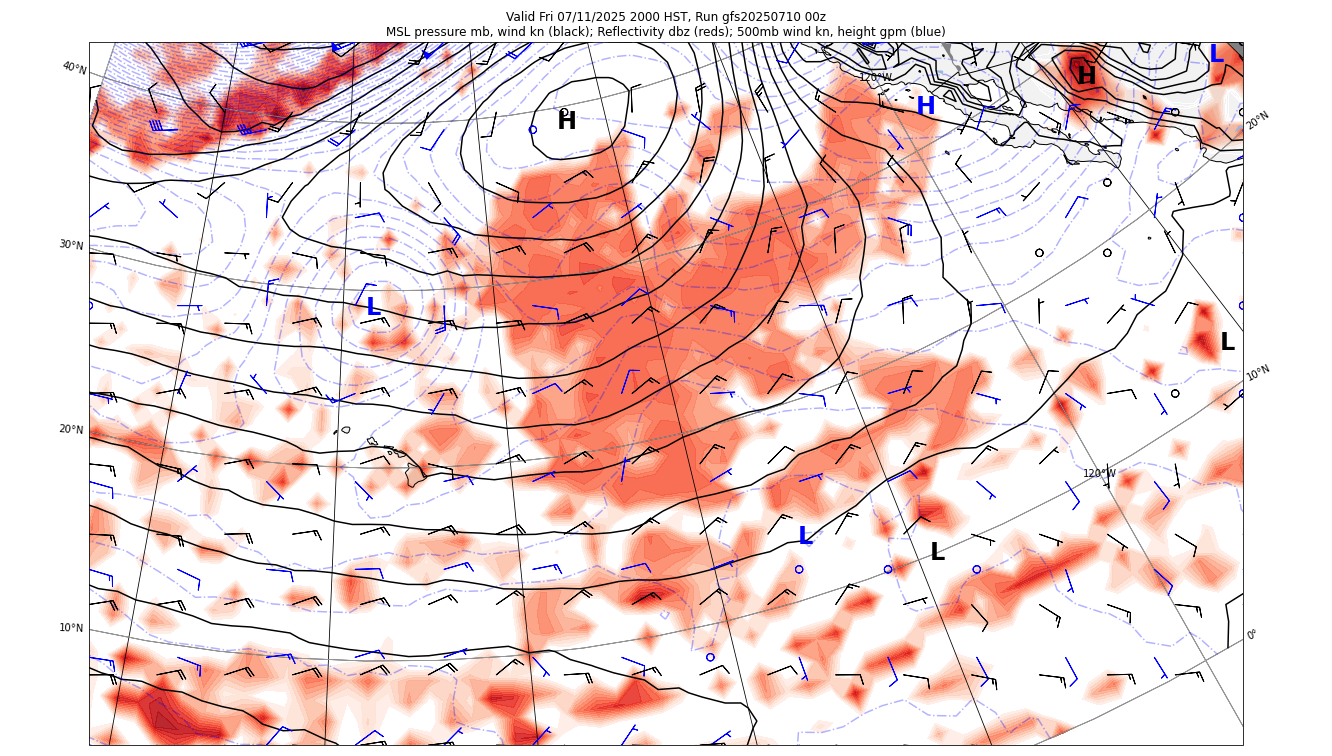 Valid Fri 07/11/2025 2000 HST, Run gfs20250710 00z
MSL pressure mb, wind kn (black); Reflectivity dbz (reds); 500mb wind kn, height gpm (blue)
L
40°N
120°W
H
H
H
20°N
30°N
L
L
10°N
20°N
120°W
L
L
10°N
0°